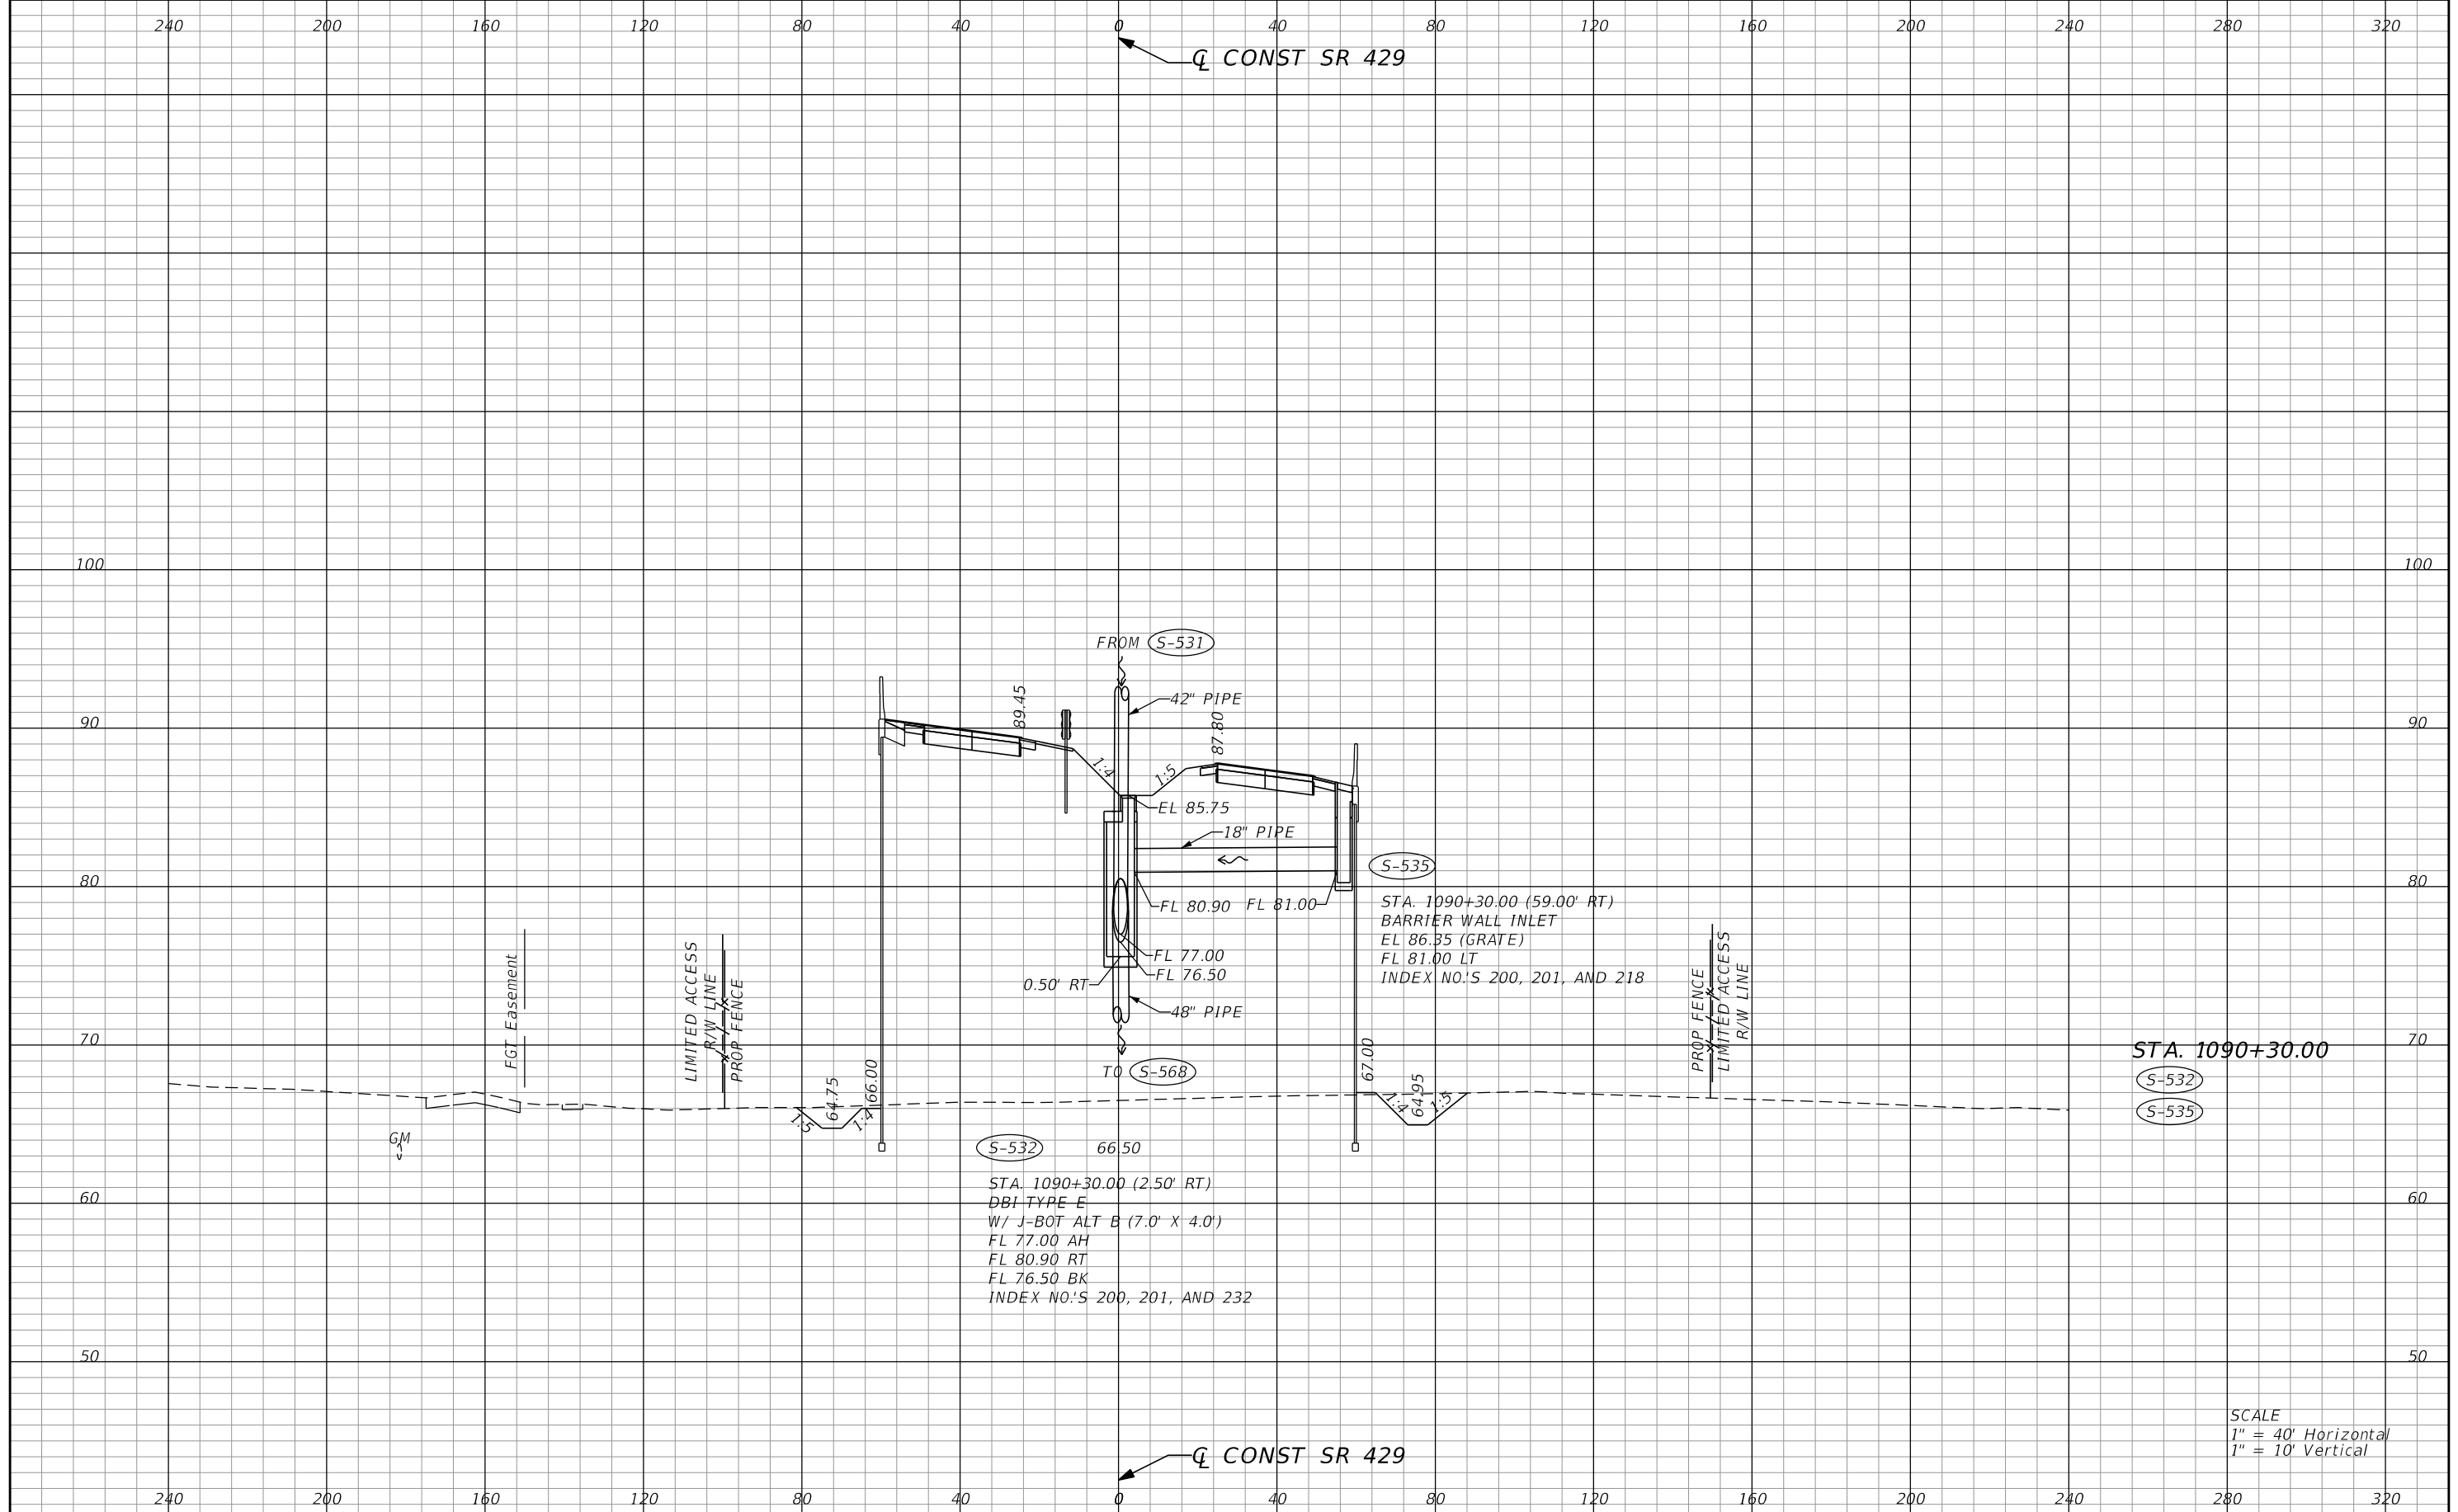 240 200 160 120 80 40 0 40 80 120 160 200 240 280 320
℄ CONST SR 429
100 100
FROM S-531
42" PIPE
89.45
87.80
90 90
1:4
1:5
EL 85.75
18" PIPE
S-535
80 80
FL 80.90 FL 81.00
STA. 1090+30.00 (59.00' RT)
BARRIER WALL INLET
EL 86.35 (GRATE)
FL 81.00 LT
INDEX NO.'S 200, 201, AND 218
FL 77.00
FL 76.50
0.50' RT
48" PIPE
FGT Easement
LIMITED ACCESS
R/W LINE
PROP FENCE
PROP FENCE
LIMITED ACCESS
R/W LINE
70 70
STA. 1090+30.00
S-532
S-535
TO S-568
64.75
66.00
67.00
64.95
1:5
1:4
1:4
1:5
GM
S-532 66.50
STA. 1090+30.00 (2.50' RT)
DBI TYPE E
W/ J-BOT ALT B (7.0' X 4.0')
FL 77.00 AH
FL 80.90 RT
FL 76.50 BK
INDEX NO.'S 200, 201, AND 232
60 60
50 50
SCALE
1" = 40' Horizontal
1" = 10' Vertical
℄ CONST SR 429
240 200 160 120 80 40 0 40 80 120 160 200 240 280 320